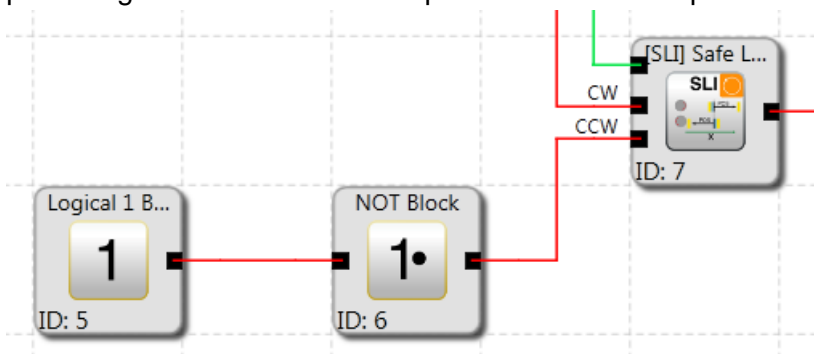 [SLI] Safe L...
SLI
CW
CCW
ID: 7
Logical 1 B...
1
ID: 5
NOT Block
1•
ID: 6